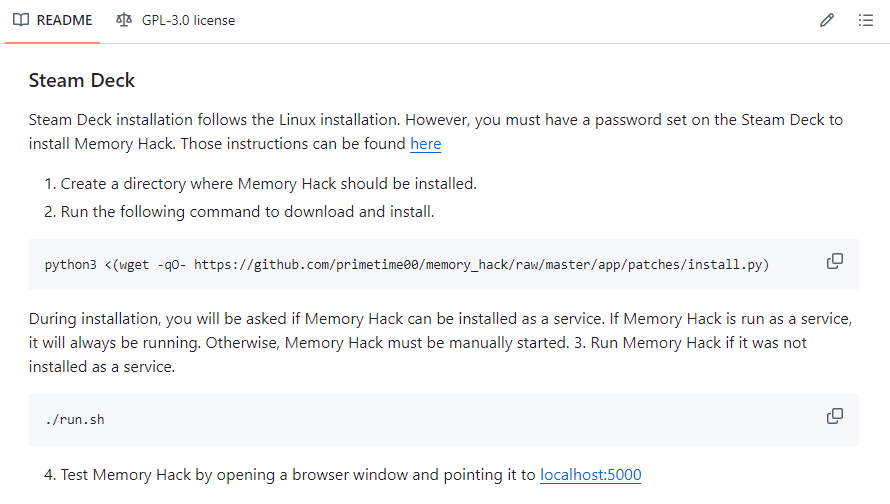 README GPL-3.0 license
Steam Deck
Steam Deck installation follows the Linux installation. However, you must have a password set on the Steam Deck to
install Memory Hack. Those instructions can be found here
1. Create a directory where Memory Hack should be installed.
2. Run the following command to download and install.
python3 <(wget -qO- https://github.com/primetime00/memory_hack/raw/master/app/patches/install.py)
During installation, you will be asked if Memory Hack can be installed as a service. If Memory Hack is run as a service,
it will always be running. Otherwise, Memory Hack must be manually started. 3. Run Memory Hack if it was not
installed as a service.
./run.sh
4. Test Memory Hack by opening a browser window and pointing it to localhost:5000